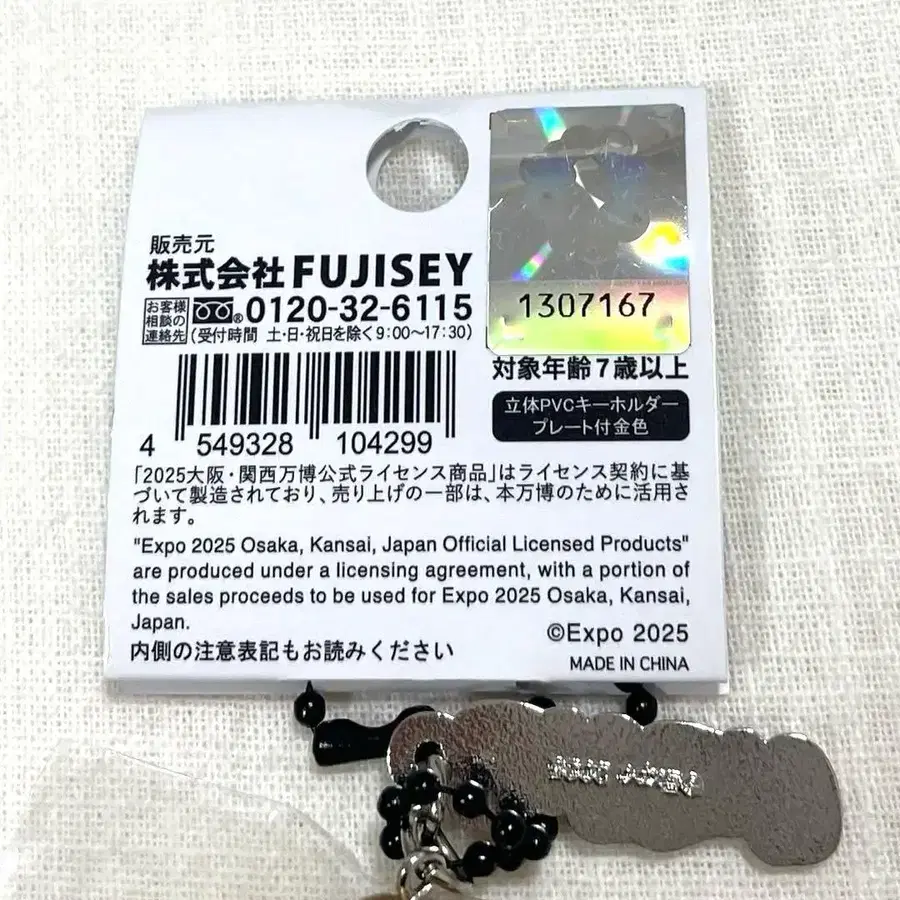 販売元
株式会社 FUJISEY
お客様
相談の
連絡先
® 0120-32-6115
(受付時間 土・日・祝日を除く9:00〜17:30)
1307167
対象年齢7歳以上
立体PVCキーホルダー
プレート付金色
4 549328 104299
「2025大阪・関西万博公式ライセンス商品」はライセンス契約に基
づいて製造されており、売り上げの一部は、本万博のために活用さ
れます。
"Expo 2025 Osaka, Kansai, Japan Official Licensed Products"
are produced under a licensing agreement, with a portion of
the sales proceeds to be used for Expo 2025 Osaka, Kansai,
Japan.
©Expo 2025
内側の注意表記もお読みください
MADE IN CHINA